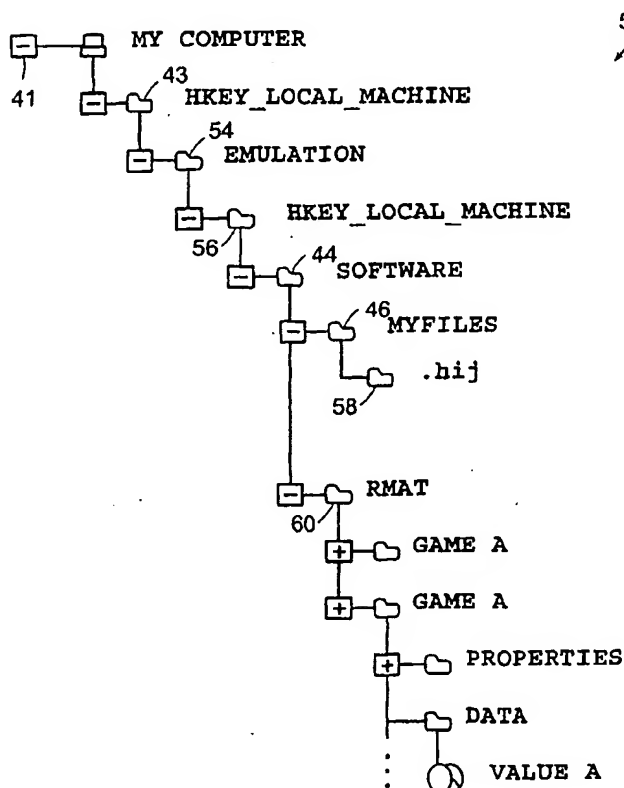 5
MY COMPUTER
41
43
HKEY_LOCAL_MACHINE
54
EMULATION
HKEY_LOCAL_MACHINE
56
44
SOFTWARE
46
MYFILES
.hij
58
RMAT
60
GAME A
GAME A
PROPERTIES
DATA
VALUE A